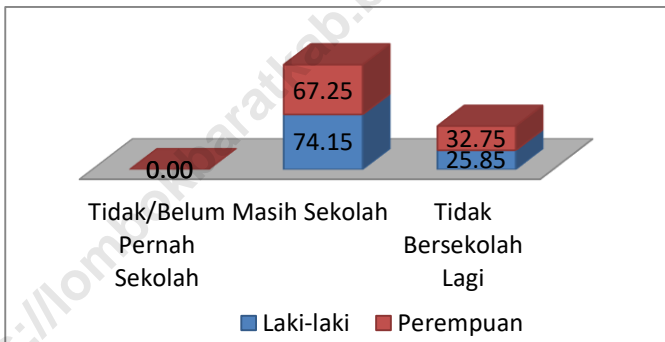 67.25
74.15
32.75
25.85
0.00
Tidak/Belum Pernah Sekolah
Masih Sekolah
Tidak Bersekolah Lagi
Laki-laki
Perempuan
://lombokbaratkab.b